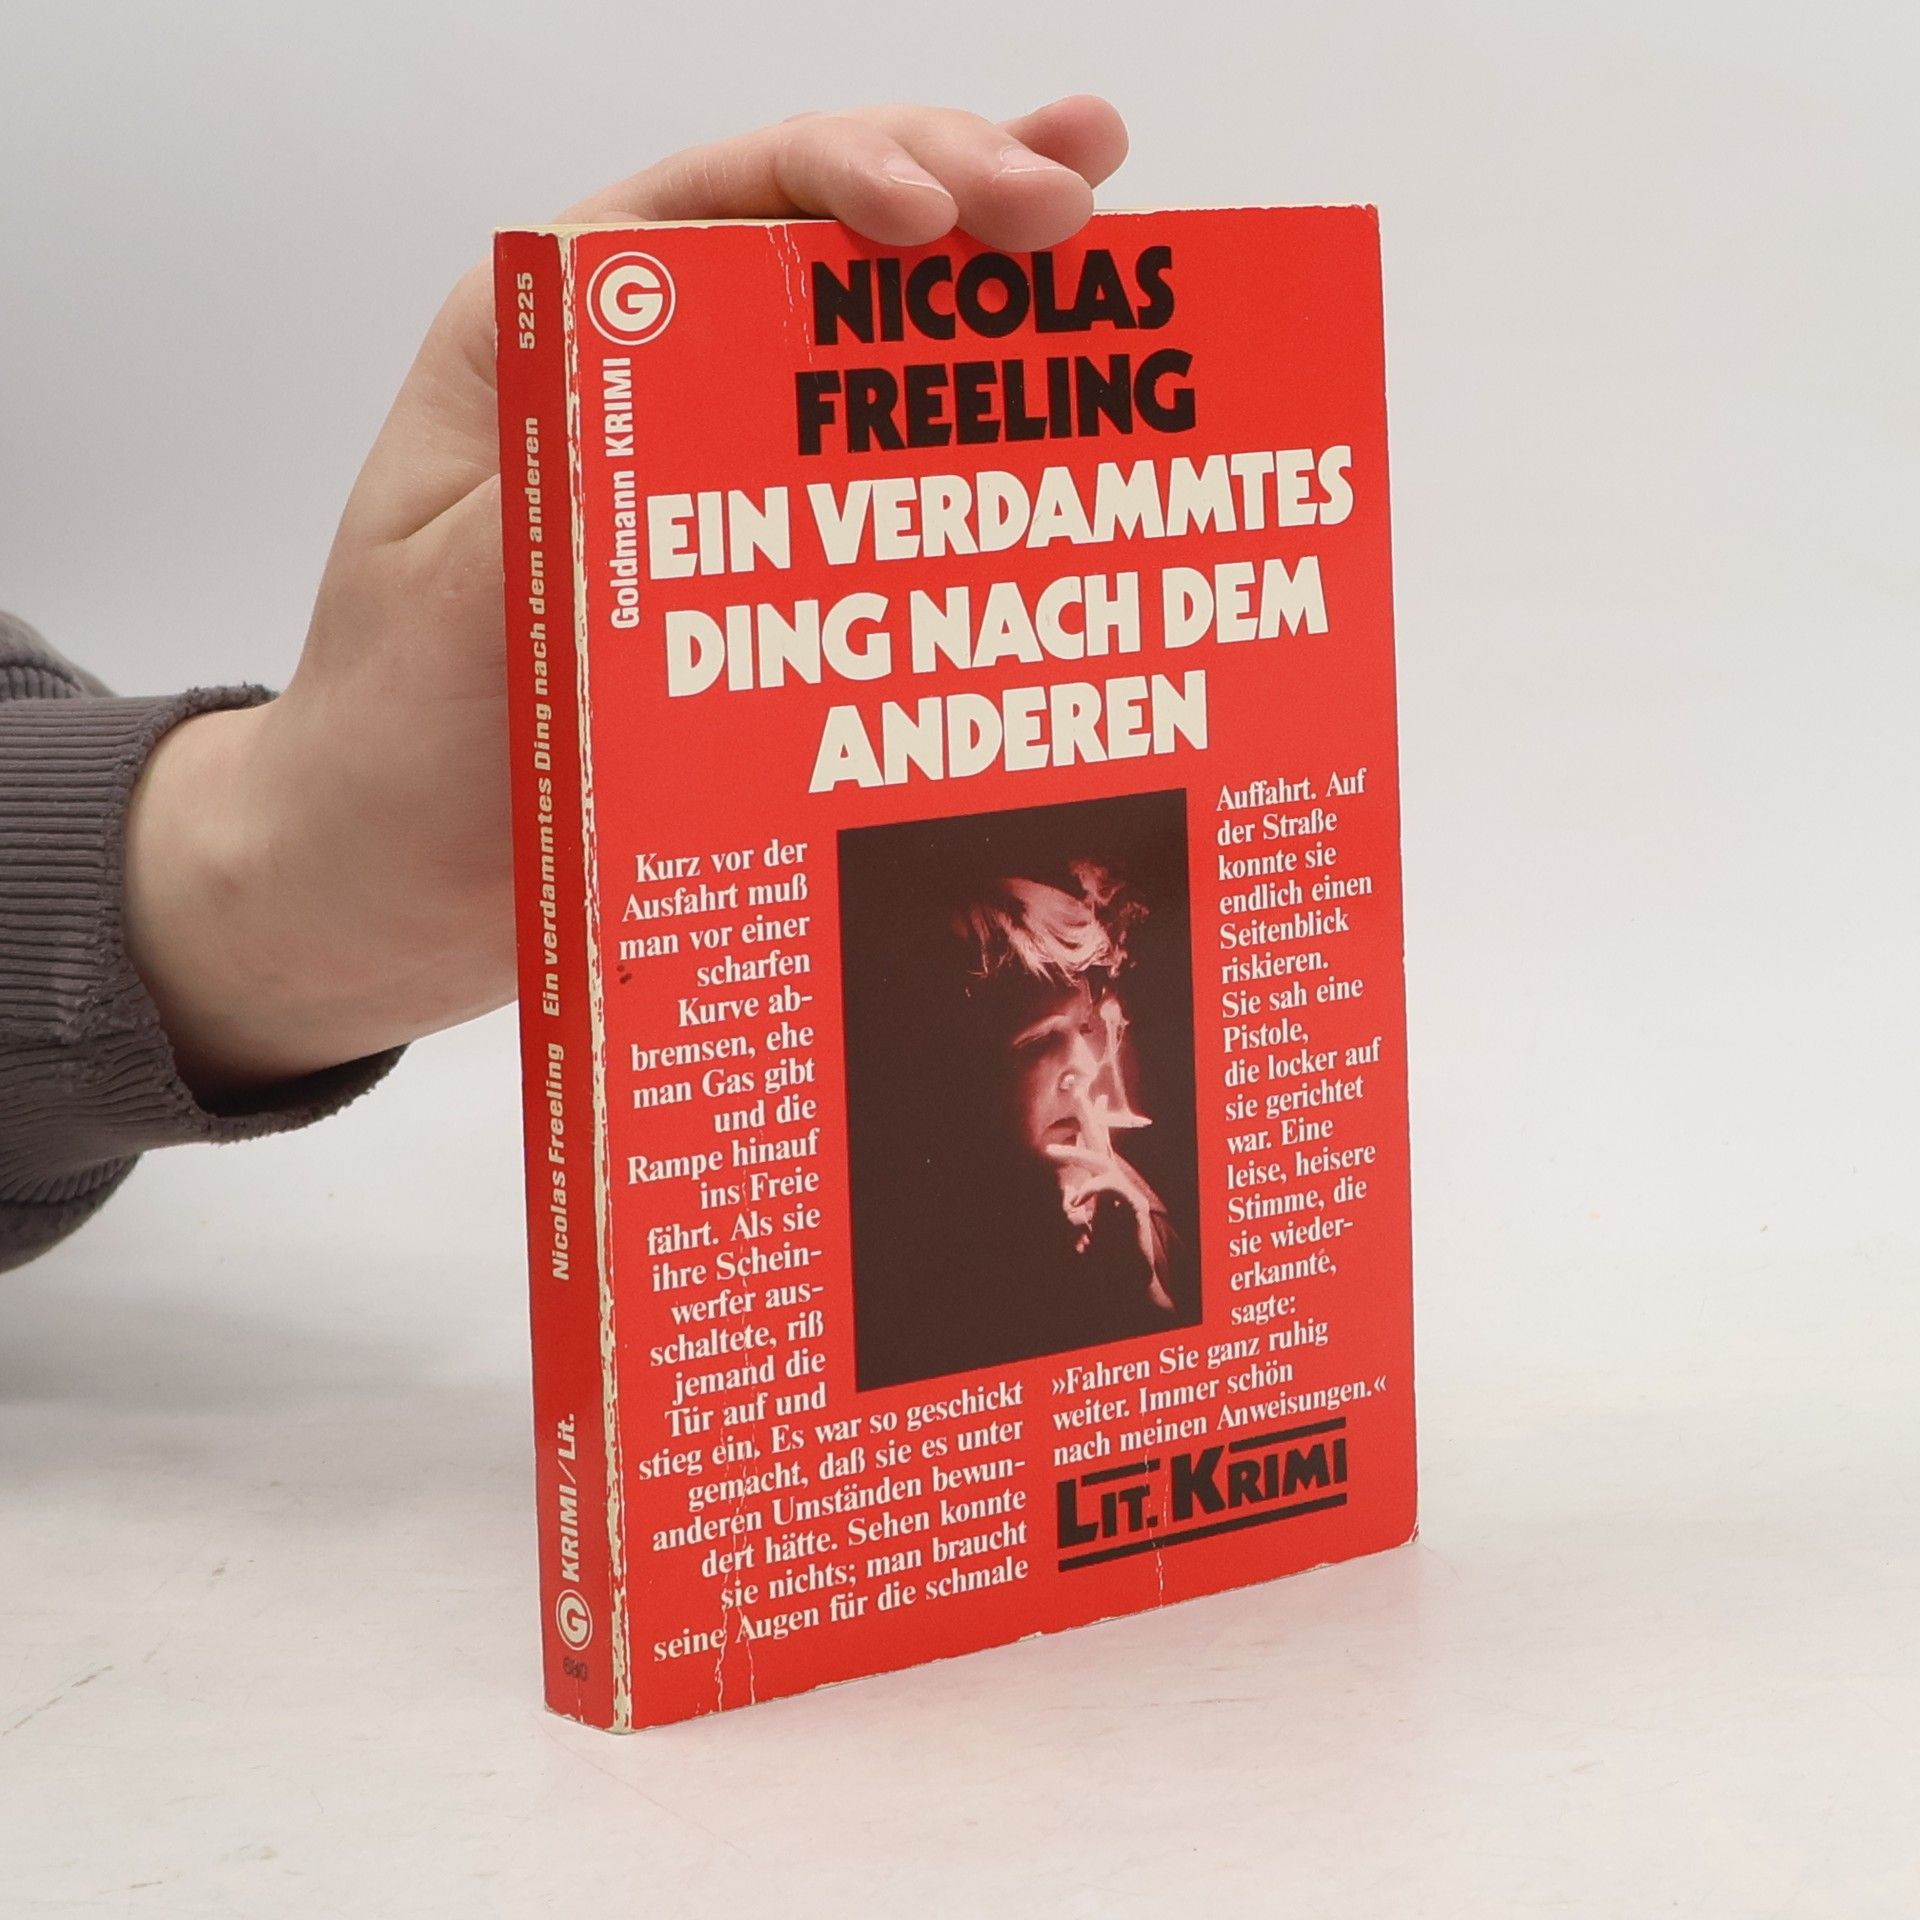 5225
Nicolas Freeling Ein verdammtes Ding nach dem anderen
KRIMI/Lit.
G
680
G
Goldmann KRIMI
NICOLAS
FREELING
EIN VERDAMMTES
DING NACH DEM
ANDEREN
Kurz vor der
Ausfahrt muß
man vor einer
scharfen
Kurve ab-
bremsen, ehe
man Gas gibt
und die
Rampe hinauf
ins Freie
fährt. Als sie
ihre Schein-
werfer aus-
schaltete, riß
jemand die
Tür auf und
stieg ein. Es war so geschickt
gemacht, daß sie es unter
anderen Umständen bewun-
dert hätte. Sehen konnte
sie nichts; man braucht
seine Augen für die schmale
Auffahrt. Auf
der Straße
konnte sie
endlich einen
Seitenblick
riskieren.
Sie sah eine
Pistole,
die locker auf
sie gerichtet
war. Eine
leise, heisere
Stimme, die
sie wieder-
erkannte,
sagte:
»Fahren Sie ganz ruhig
weiter. Immer schön
nach meinen Anweisungen.«
LIT. KRIMI